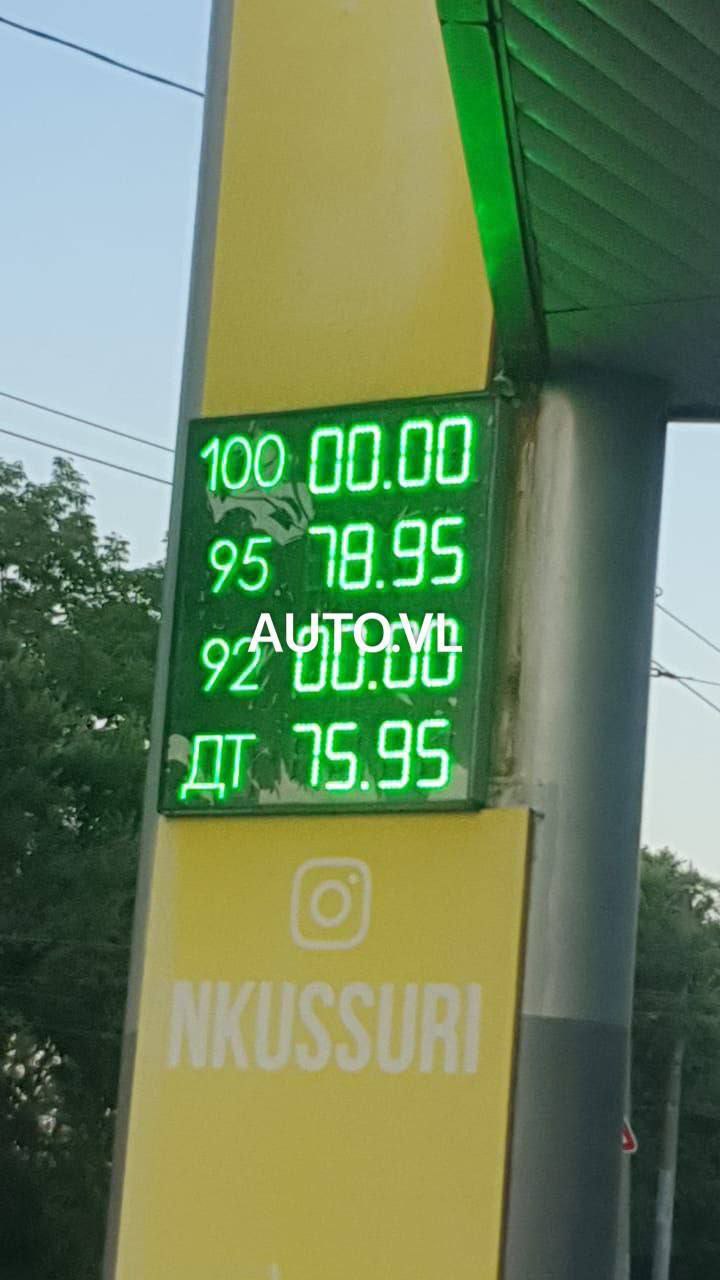 100 00.00
95 78.95
AUTO.VL
92 00.00
ДТ 75.95
NKUSSURI